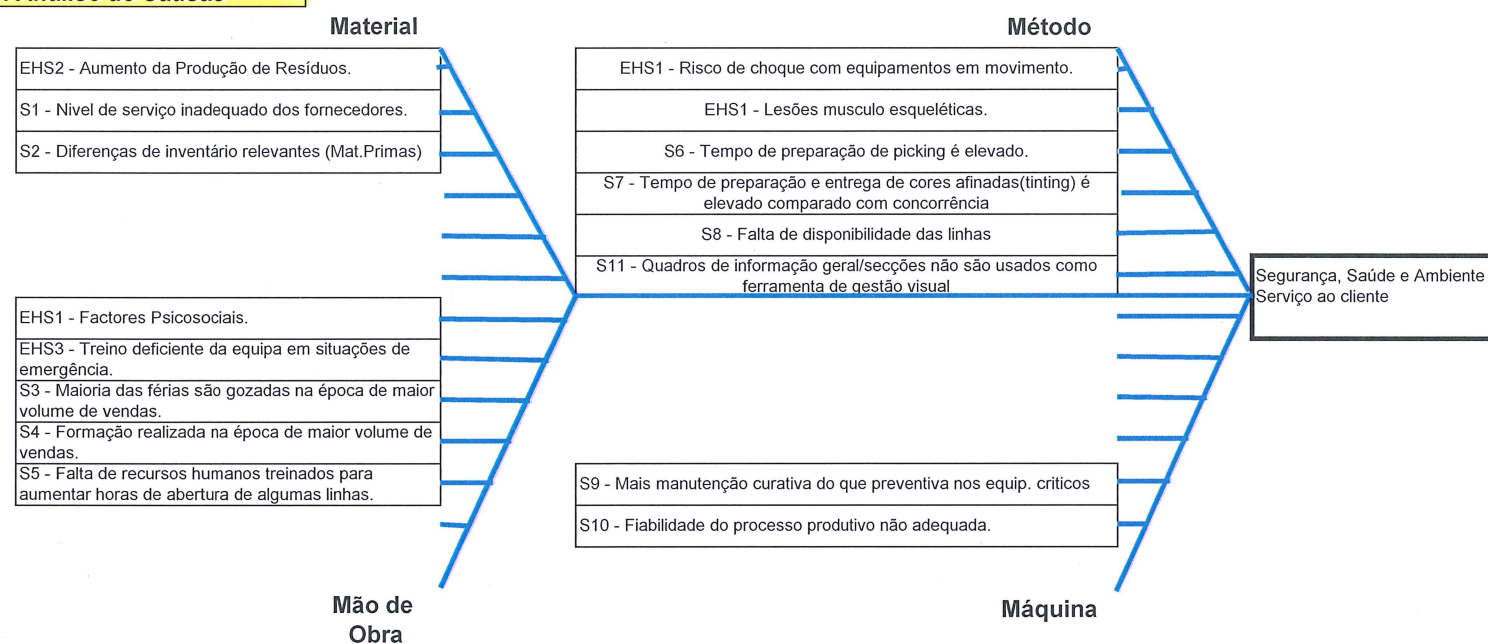 Análise de Causas
Material
EHS2 - Aumento da Produção de Resíduos.
S1 - Nivel de serviço inadequado dos fornecedores.
S2 - Diferenças de inventário relevantes (Mat.Primas)
Método
EHS1 - Risco de choque com equipamentos em movimento.
EHS1 - Lesões musculo esqueléticas.
S6 - Tempo de preparação de picking é elevado.
S7 - Tempo de preparação e entrega de cores afinadas(tinting) é
elevado comparado com concorrência
S8 - Falta de disponibilidade das linhas
S11 - Quadros de informação geral/secções não são usados como
ferramenta de gestão visual
Segurança, Saúde e Ambiente
Serviço ao cliente
EHS1 - Factores Psicosociais.
EHS3 - Treino deficiente da equipa em situações de
emergência.
S3 - Maioria das férias são gozadas na época de maior
volume de vendas.
S4 - Formação realizada na época de maior volume de
vendas.
S5 - Falta de recursos humanos treinados para
aumentar horas de abertura de algumas linhas.
Mão de
Obra
S9 - Mais manutenção curativa do que preventiva nos equip. criticos
S10 - Fiabilidade do processo produtivo não adequada.
Máquina